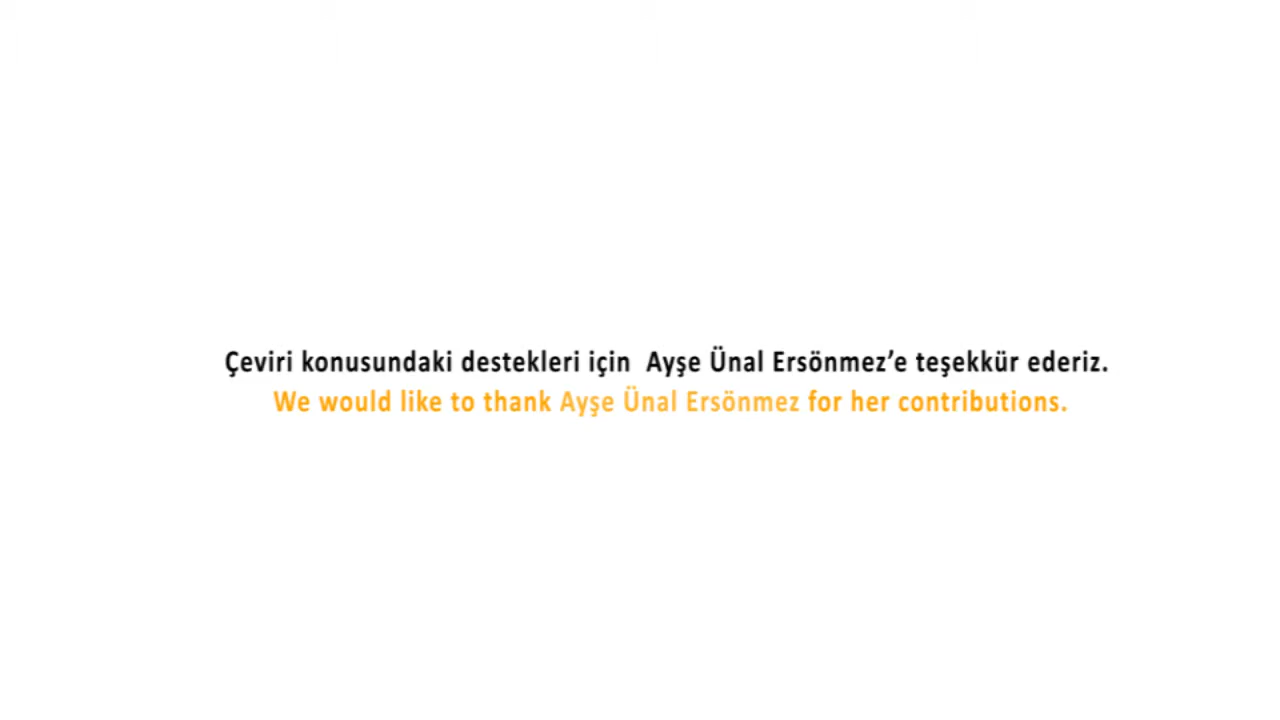 Çeviri konusundaki destekleri için Ayşe Ünal Ersönmez’e teşekkür ederiz.
We would like to thank Ayşe Ünal Ersönmez for her contributions.